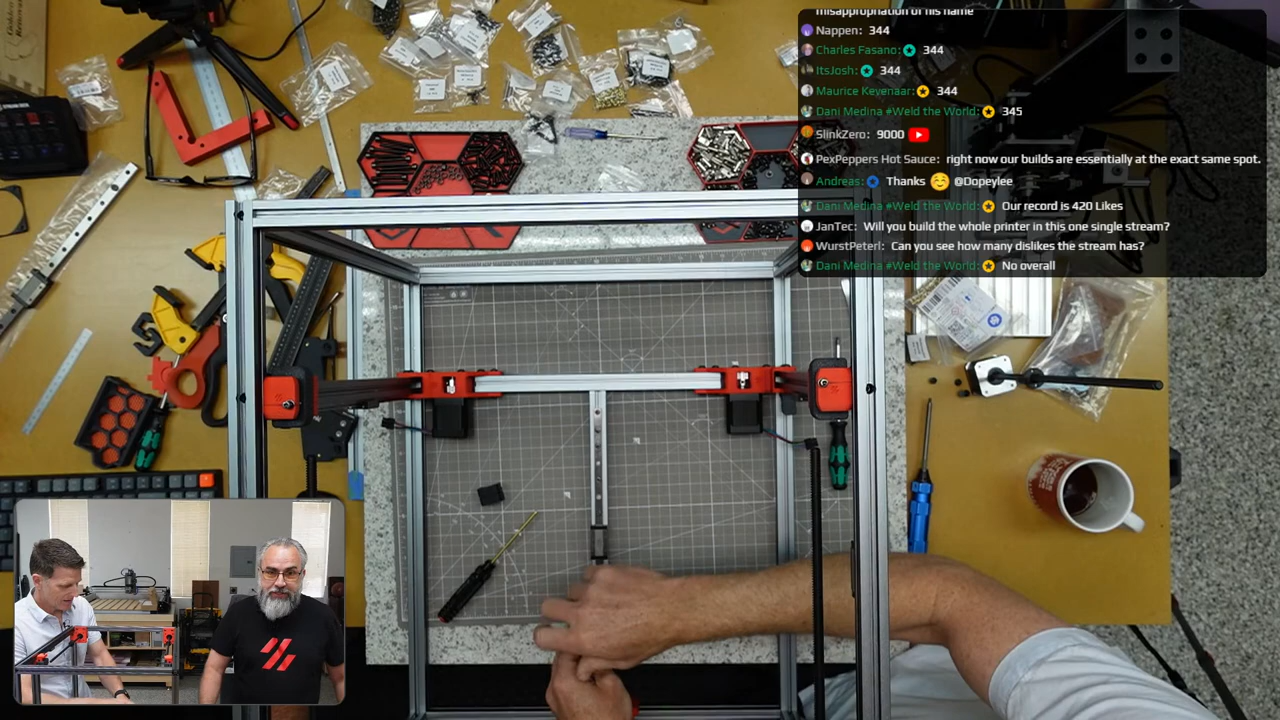 misappropriation of his name
Nappen: 344
Charles Fasano: 344
ItsJosh: 344
Maurice Kevenaar: 344
Dani Medina #Weld the World: 345
SlinkZero: 9000
PexPeppers Hot Sauce: right now our builds are essentially at the exact same spot.
Andreas: Thanks @Dopeylee
Dani Medina #Weld the World: Our record is 420 Likes
JanTec: Will you build the whole printer in this one single stream?
WurstPeterl: Can you see how many dislikes the stream has?
Dani Medina #Weld the World: No overall